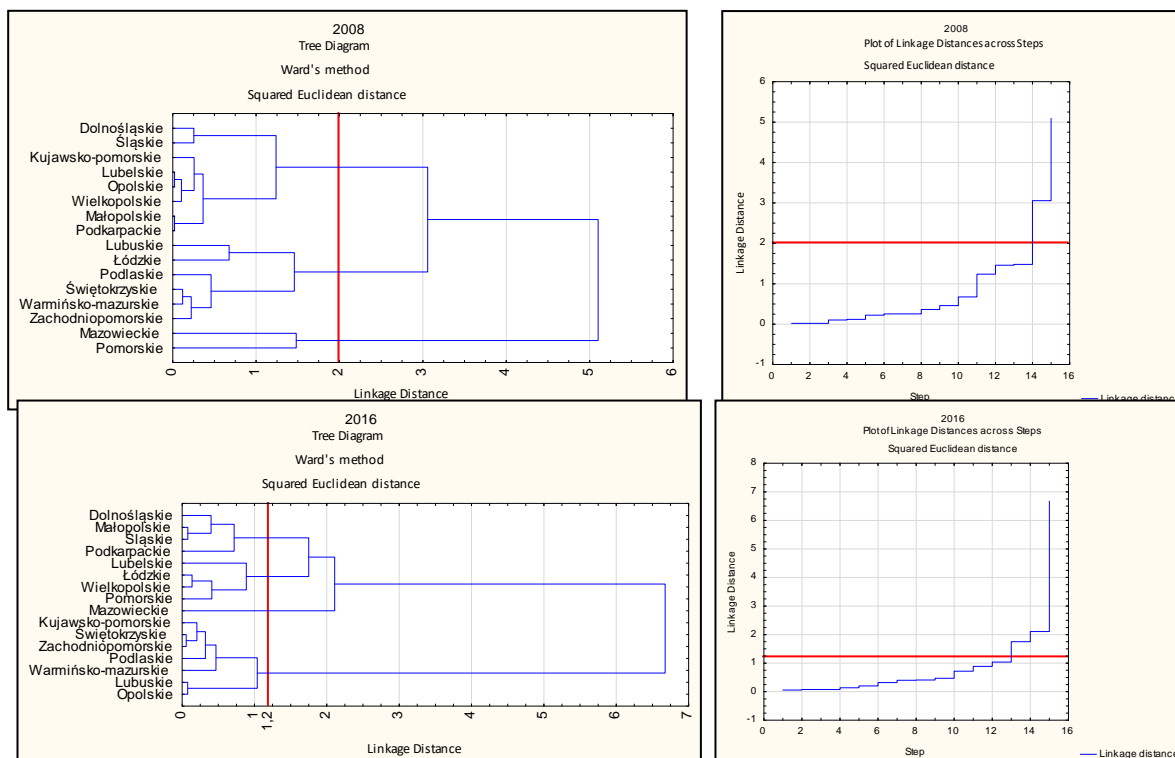 2008
Tree Diagram
Ward's method
Squared Euclidean distance
Dolnośląskie
Śląskie
Kujawsko-pomorskie
Lubelskie
Opolskie
Wielkopolskie
Małopolskie
Podkarpackie
Lubuskie
Łódzkie
Podlaskie
Świętokrzyskie
Warmińsko-mazurskie
Zachodniopomorskie
Mazowieckie
Pomorskie
0 1 2 3 4 5 6
Linkage Distance
2008
Plot of Linkage Distances across Steps
Squared Euclidean distance
6
5
4
3
2
1
0
-1
Linkage Distance
0 2 4 6 8 10 12 14 16
Step
Linkage distance
2016
Tree Diagram
Ward's method
Squared Euclidean distance
Dolnośląskie
Małopolskie
Śląskie
Podkarpackie
Lubelskie
Łódzkie
Wielkopolskie
Pomorskie
Mazowieckie
Kujawsko-pomorskie
Świętokrzyskie
Zachodniopomorskie
Podlaskie
Warmińsko-mazurskie
Lubuskie
Opolskie
0 1 1,2 2 3 4 5 6 7
Linkage Distance
2016
Plot of Linkage Distances across Steps
Squared Euclidean distance
8
7
6
5
4
3
2
1
0
-1
Linkage Distance
0 2 4 6 8 10 12 14 16
Step
Linkage distance